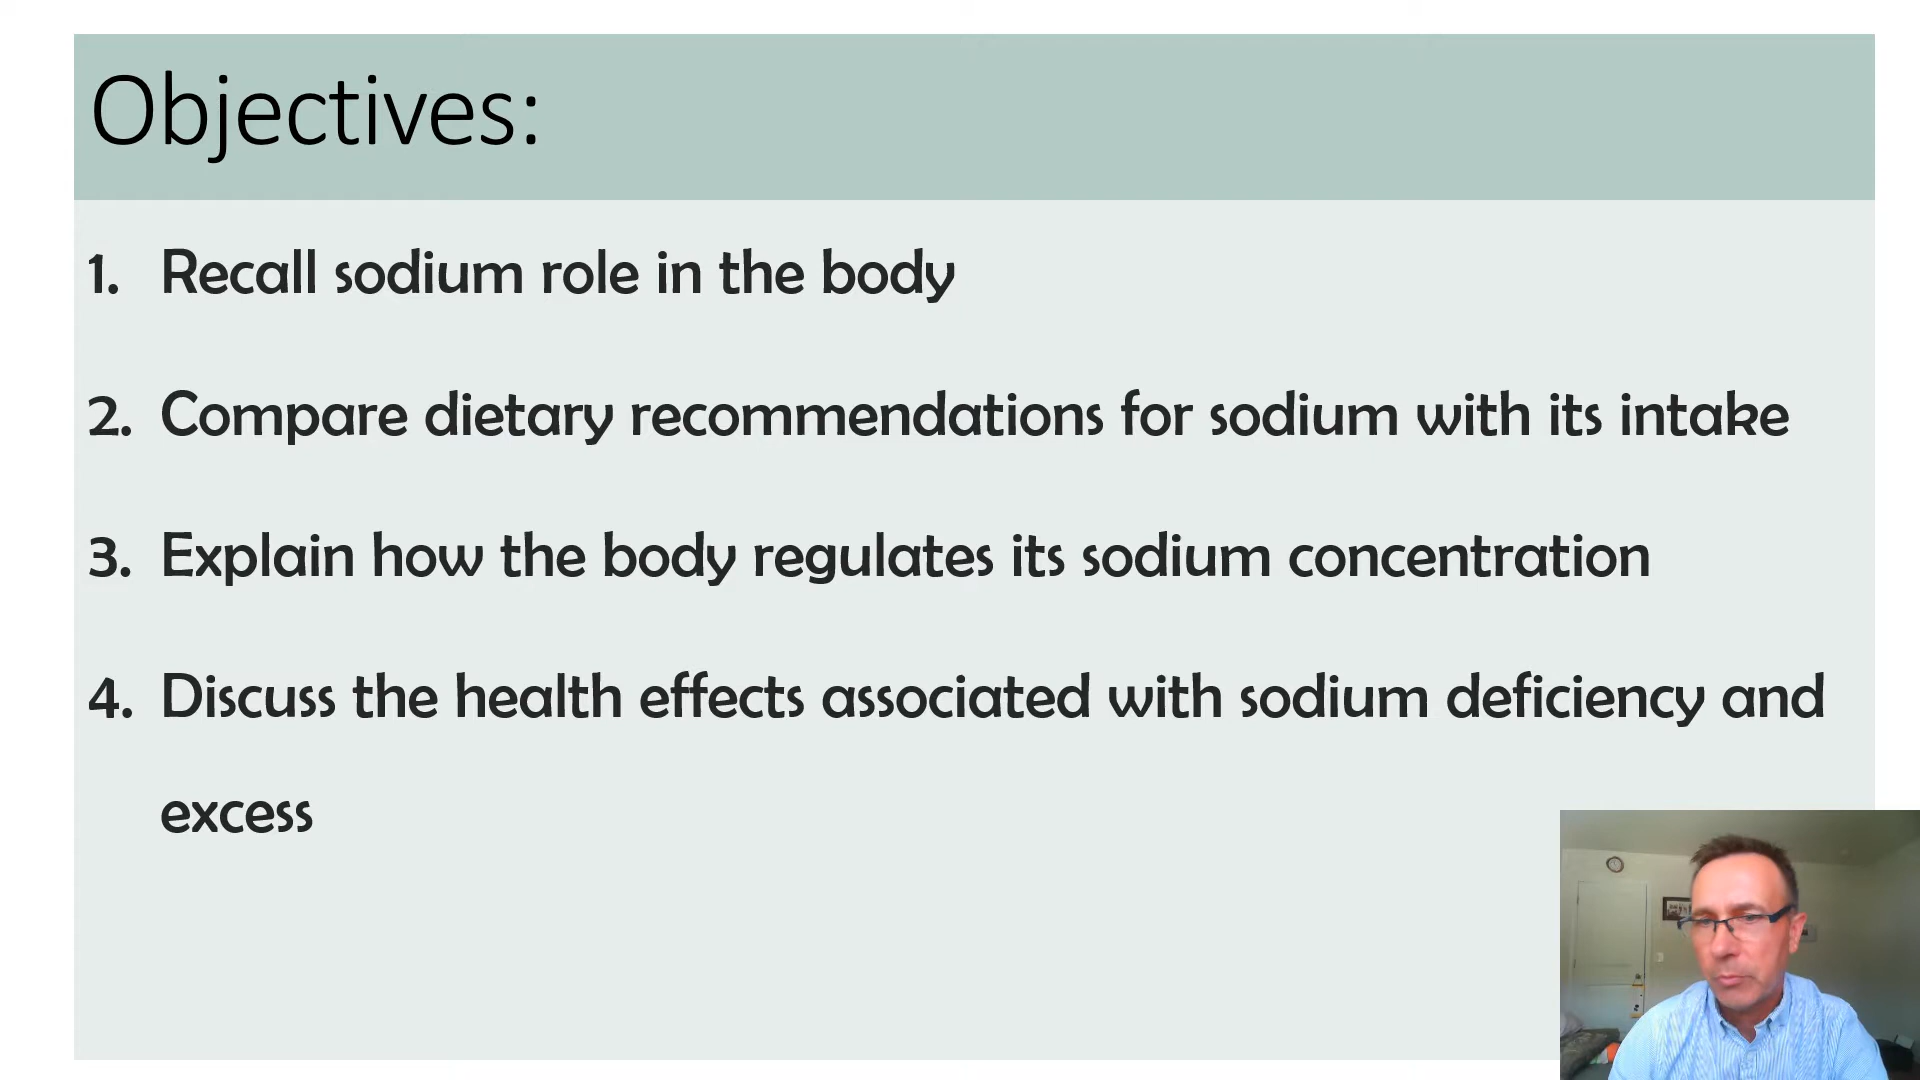 Objectives:
1. Recall sodium role in the body
2. Compare dietary recommendations for sodium with its intake
3. Explain how the body regulates its sodium concentration
4. Discuss the health effects associated with sodium deficiency and
excess